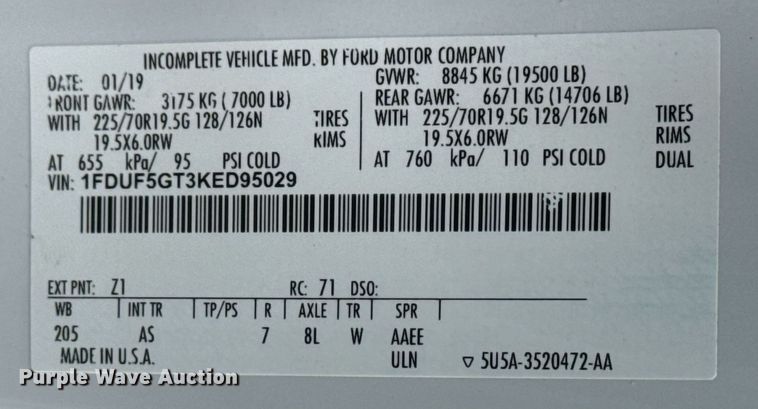 INCOMPLETE VEHICLE MFD. BY FORD MOTOR COMPANY
DATE: 01/19 GVWR: 8845 KG (19500 LB)
FRONT GAWR: 3175 KG ( 7000 LB) REAR GAWR: 6671 KG (14706 LB)
WITH 225/70R19.5G 128/126N TIRES WITH 225/70R19.5G 128/126N TIRES
19.5X6.0RW RIMS 19.5X6.0RW RIMS
AT 655 kPa/ 95 PSI COLD AT 760 kPa/ 110 PSI COLD DUAL
VIN: 1FDUF5GT3KED95029
EXT PNT: Z1 RC: 71 DSO:
WB INT TR TP/PS R AXLE TR SPR
205 AS 7 8L W AAEE
MADE IN U.S.A. ULN ▽ 5U5A-3520472-AA
Purple Wave Auction